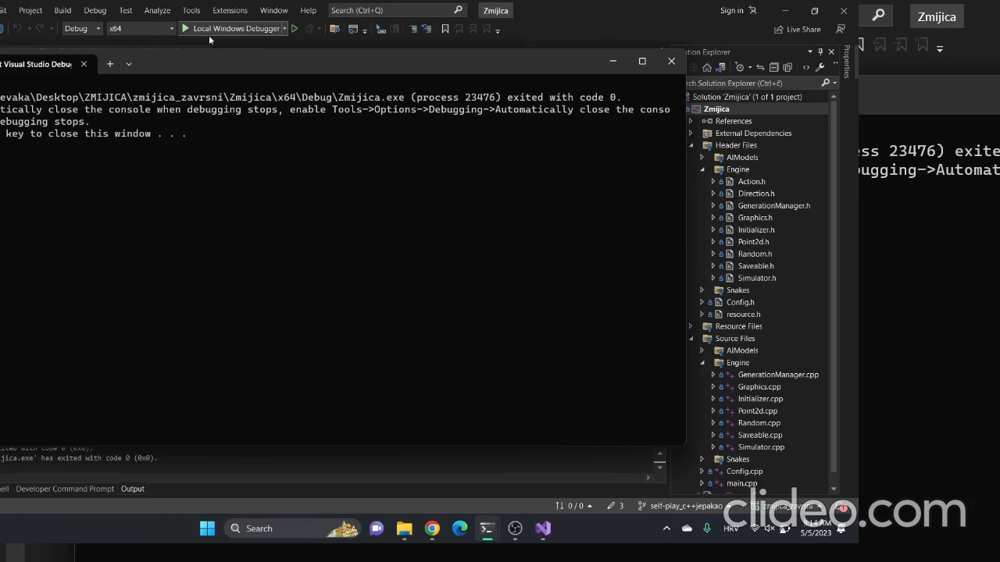 Git Project Build Debug Test Analyze Tools Extensions Window Help Search (Ctrl+Q) Zmijica Sign in
Zmijica
Debug x64 Local Windows Debugger Live Share
Visual Studio Debug
evaka\Desktop\ZMIJICA\zmijica_zavrsni\Zmijica\x64\Debug\Zmijica.exe (process 23476) exited with code 0.
tically close the console when debugging stops, enable Tools->Options->Debugging->Automatically close the conso
ebugging stops.
key to close this window . . .
xited with code 0 (0x0).
jica.exe' has exited with code 0 (0x0).
ell Developer Command Prompt Output
Solution Explorer
Search Solution Explorer (Ctrl+č)
Solution 'Zmijica' (1 of 1 project)
Zmijica
References
External Dependencies
Header Files
AIModels
Engine
Action.h
Direction.h
GenerationManager.h
Graphics.h
Initializer.h
Point2d.h
Random.h
Saveable.h
Simulator.h
Snakes
Config.h
resource.h
Resource Files
Source Files
AIModels
Engine
GenerationManager.cpp
Graphics.cpp
Initializer.cpp
Point2d.cpp
Random.cpp
Saveable.cpp
Simulator.cpp
Snakes
Config.cpp
main.cpp
Properties
ess 23476) exite
bugging->Automat
0 / 0 3 self-play_c++jepakao zmijica_zavrsni 1
clideo.com
Search HRV 9:14 AM
5/5/2023